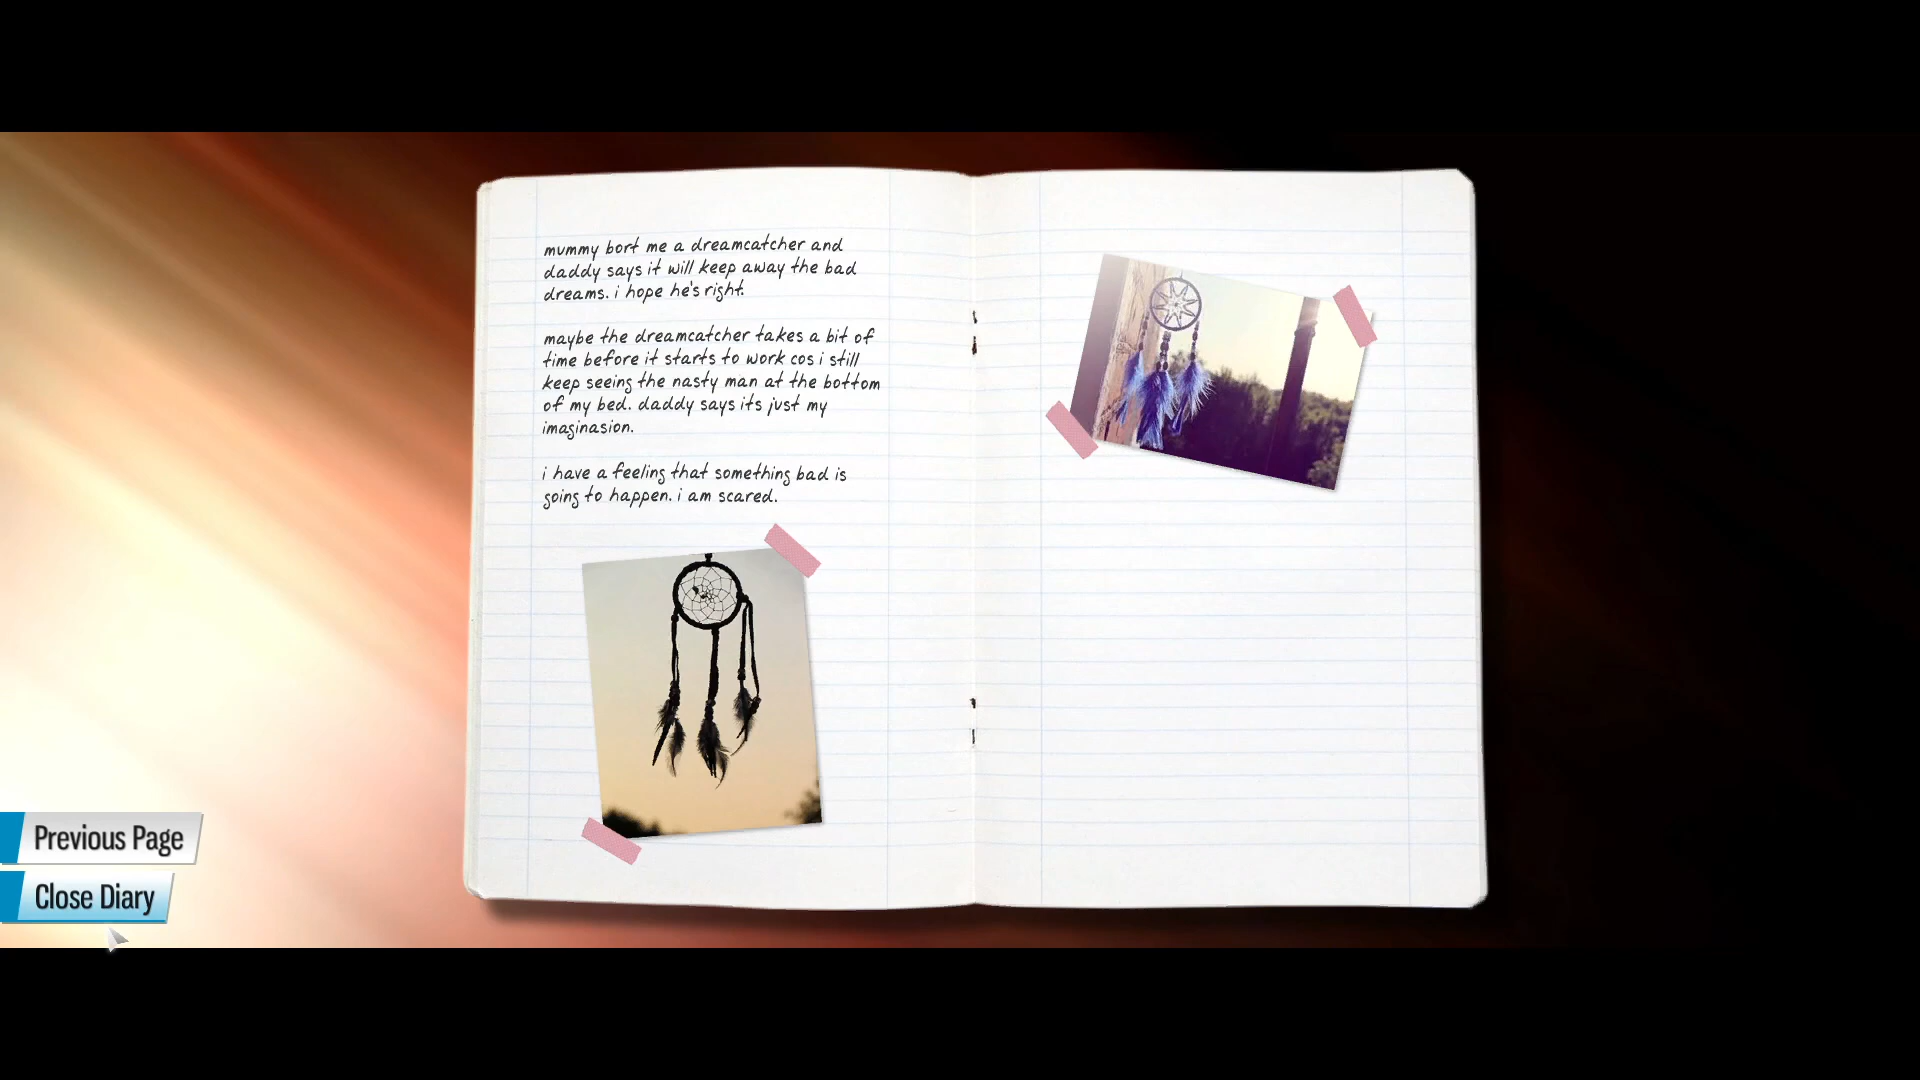 mummy bort me a dreamcatcher and
daddy says it will keep away the bad
dreams. i hope he's right.
maybe the dreamcatcher takes a bit of
time before it starts to work cos i still
keep seeing the nasty man at the bottom
of my bed. daddy says its just my
imaginasion.
i have a feeling that something bad is
going to happen. i am scared.
Previous Page
Close Diary